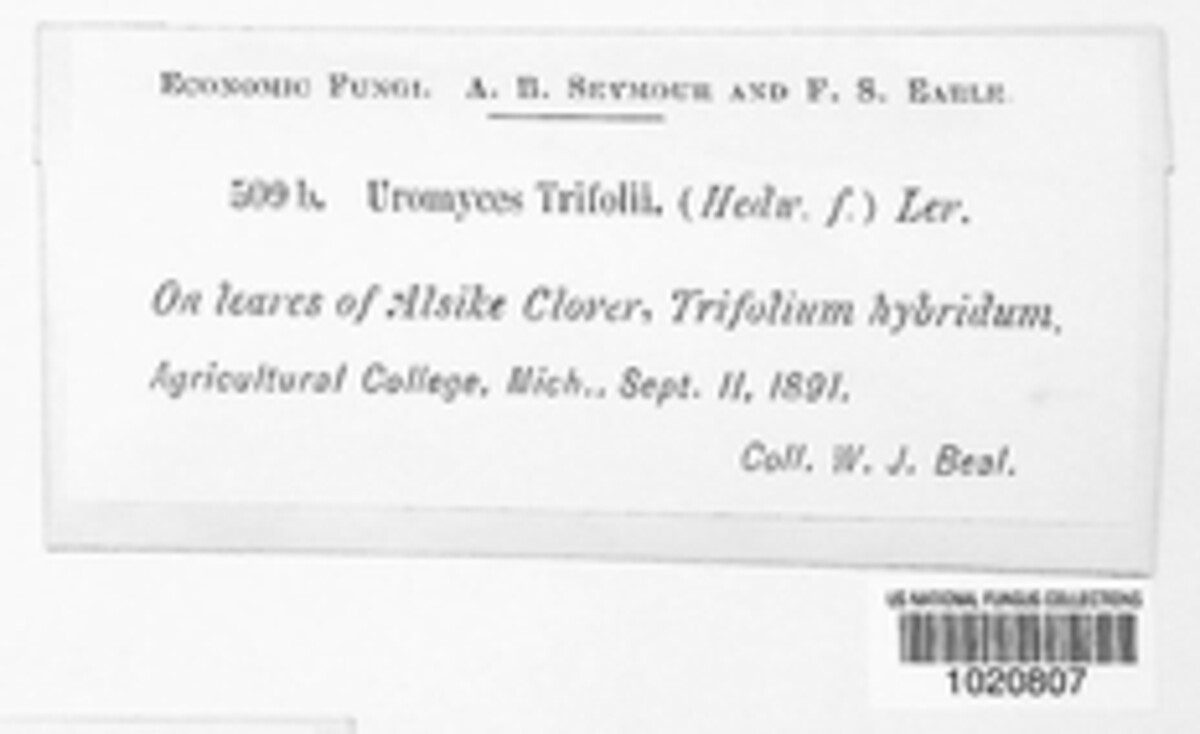 ECONOMIC FUNGI. A. B. SEYMOUR AND F. S. EARLE.
509 b. Uromyces Trifolii. (Hedw. f.) Lev.
On leaves of Alsike Clover, Trifolium hybridum,
Agricultural College, Mich., Sept. 11, 1891.
Coll. W. J. Beal.
US NATIONAL FUNGUS COLLECTIONS
1020807